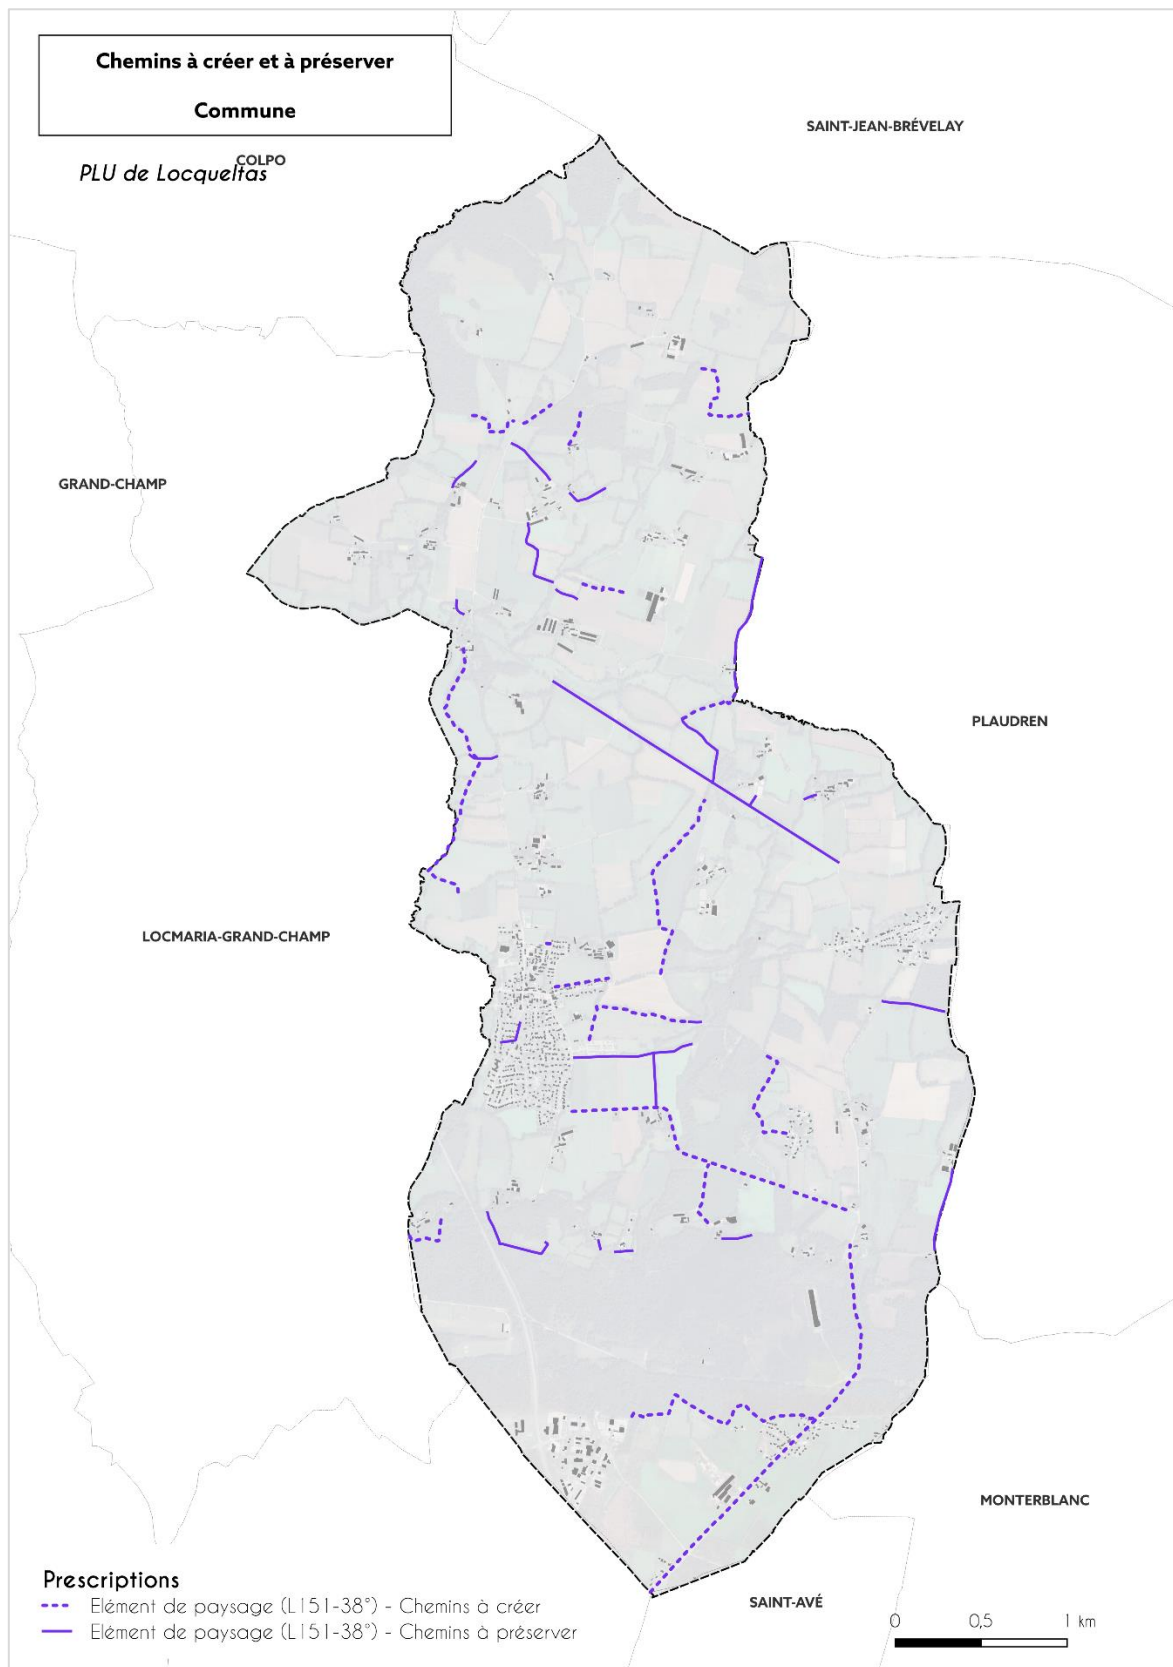 Chemins à créer et à préserver
Commune
SAINT-JEAN-BRÉVELAY
COLPO
PLU de Locqueltas
GRAND-CHAMP
PLAUDREN
LOCMARIA-GRAND-CHAMP
MONTERBLANC
Prescriptions
Elément de paysage (L151-38°) - Chemins à créer
Elément de paysage (L151-38°) - Chemins à préserver
SAINT-AVÉ
0 0,5 1 km